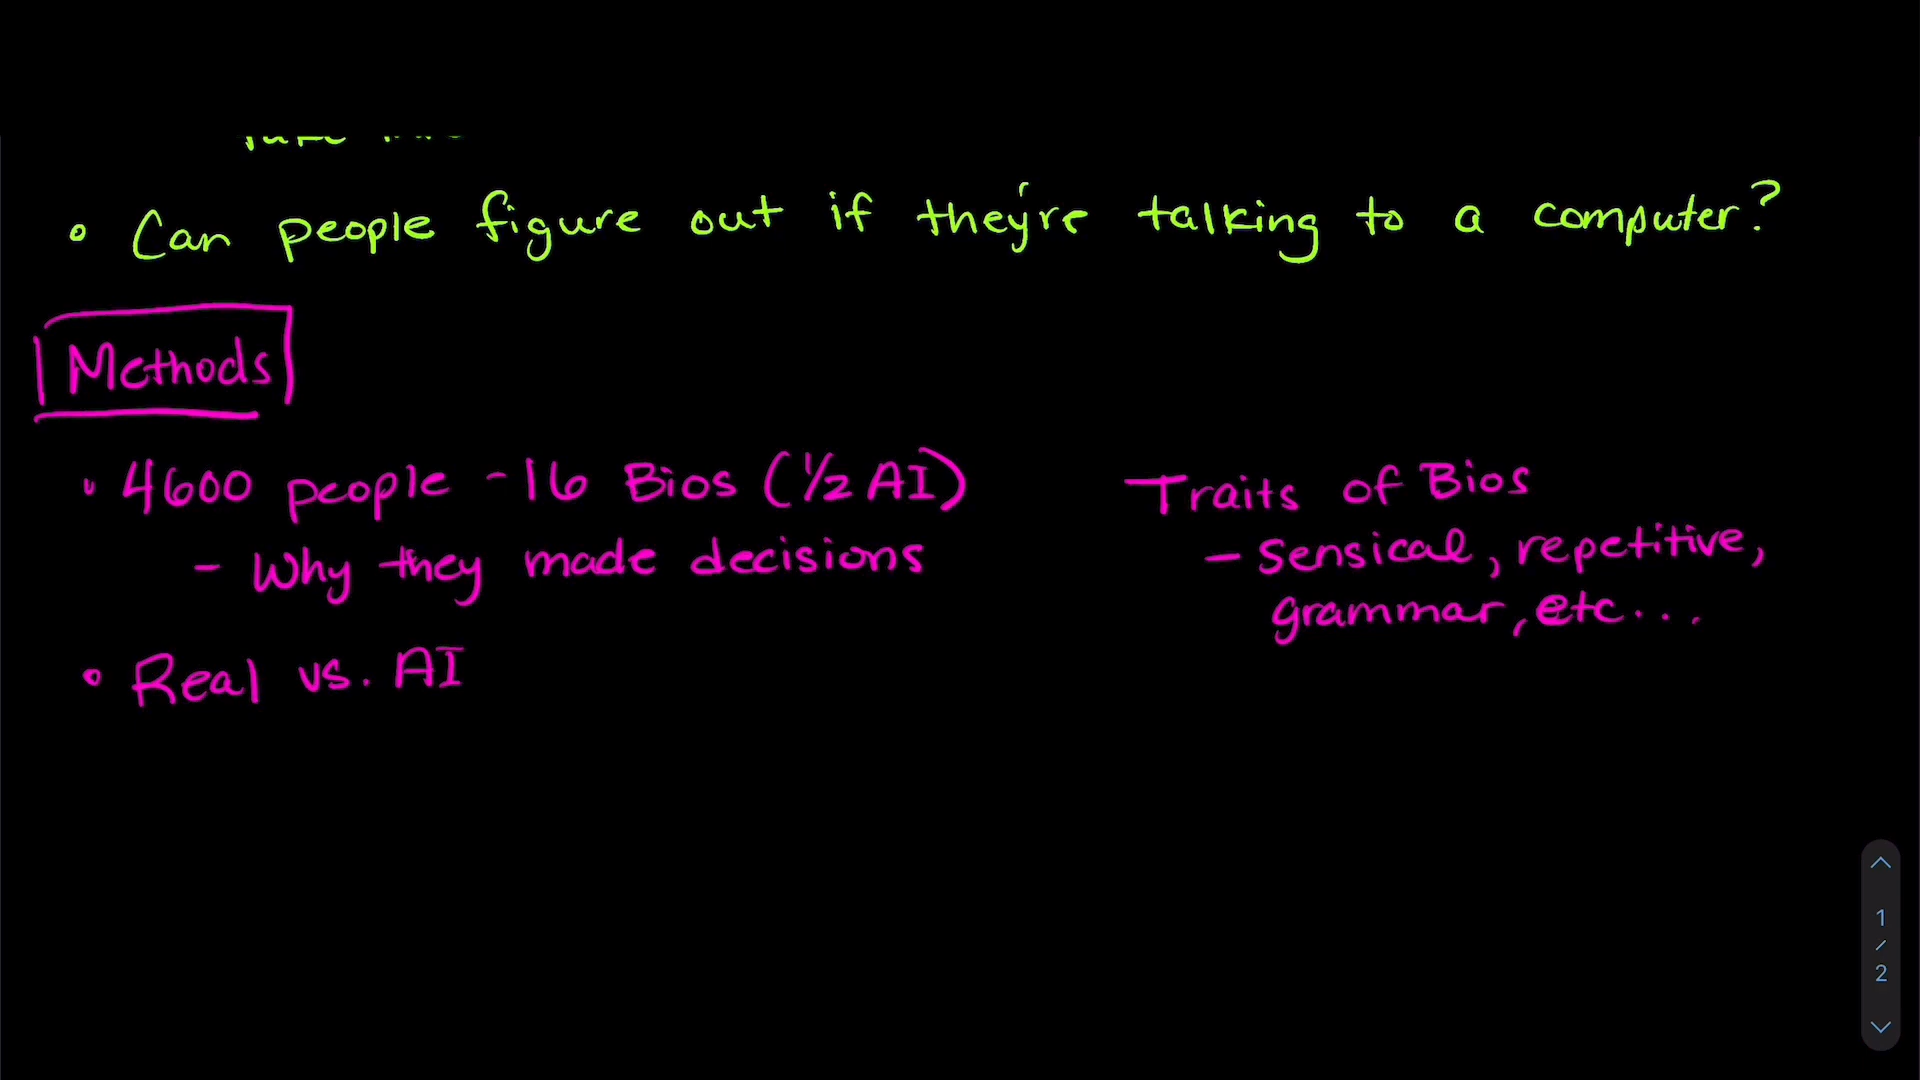 • Can people figure out if they're talking to a computer?
Methods
• 4600 people - 16 Bios (1/2 AI)
- Why they made decisions
• Real vs. AI
Traits of Bios
- sensical, repetitive,
grammar, etc...
1
/
2